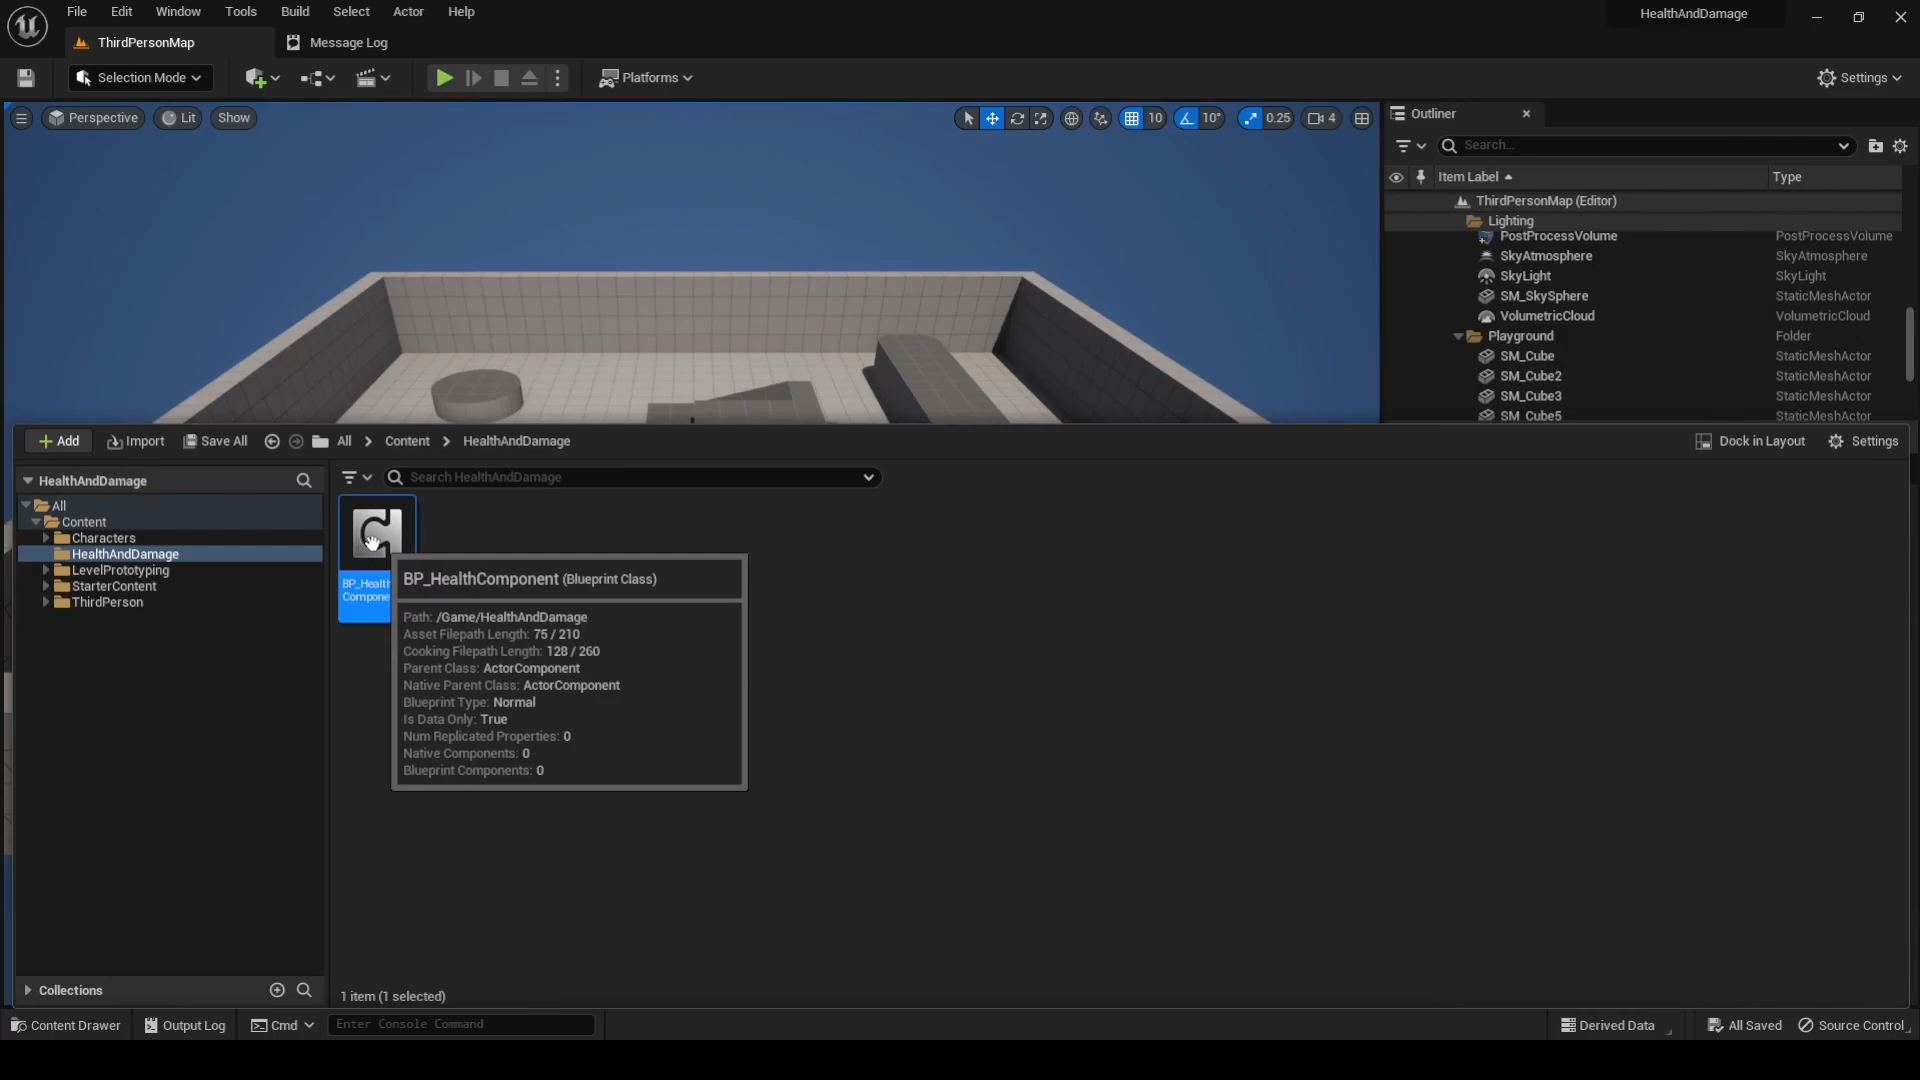 File Edit Window Tools Build Select Actor Help
HealthAndDamage
ThirdPersonMap
Message Log
Selection Mode
Platforms
Settings
Perspective
Lit
Show
10
10°
0.25
4
Outliner
Search...
Item Label
Type
ThirdPersonMap (Editor)
Lighting
PostProcessVolume PostProcessVolume
SkyAtmosphere SkyAtmosphere
SkyLight SkyLight
SM_SkySphere StaticMeshActor
VolumetricCloud VolumetricCloud
Playground Folder
SM_Cube StaticMeshActor
SM_Cube2 StaticMeshActor
SM_Cube3 StaticMeshActor
SM_Cube5 StaticMeshActor
Add
Import
Save All
All
Content
HealthAndDamage
Dock in Layout
Settings
HealthAndDamage
All
Content
Characters
HealthAndDamage
LevelPrototyping
StarterContent
ThirdPerson
Search HealthAndDamage
BP_Health
Compone
BP_HealthComponent (Blueprint Class)
Path: /Game/HealthAndDamage
Asset Filepath Length: 75 / 210
Cooking Filepath Length: 128 / 260
Parent Class: ActorComponent
Native Parent Class: ActorComponent
Blueprint Type: Normal
Is Data Only: True
Num Replicated Properties: 0
Native Components: 0
Blueprint Components: 0
Collections
1 item (1 selected)
Content Drawer
Output Log
Cmd
Enter Console Command
Derived Data
All Saved
Source Control